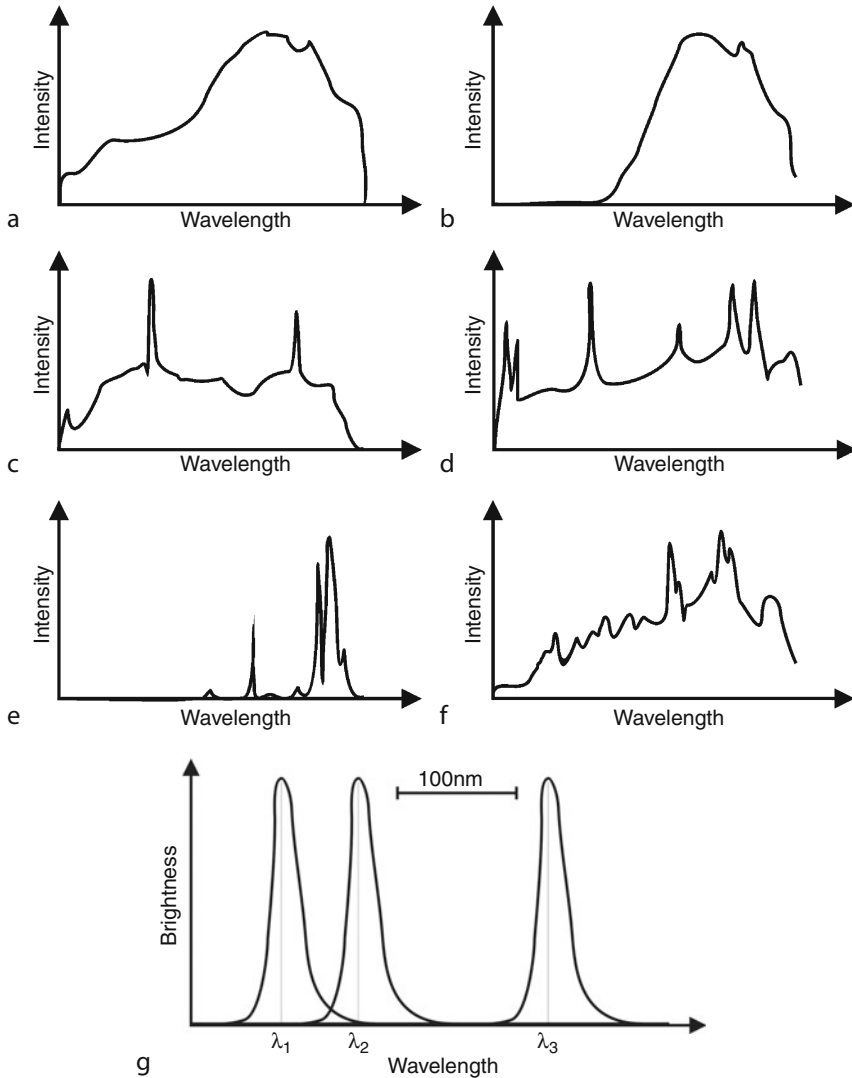 Intensity
Wavelength
a
Intensity
Wavelength
b
Intensity
Wavelength
c
Intensity
Wavelength
d
Intensity
Wavelength
e
Intensity
Wavelength
f
100nm
Brightness
λ1 λ2 λ3
Wavelength
g